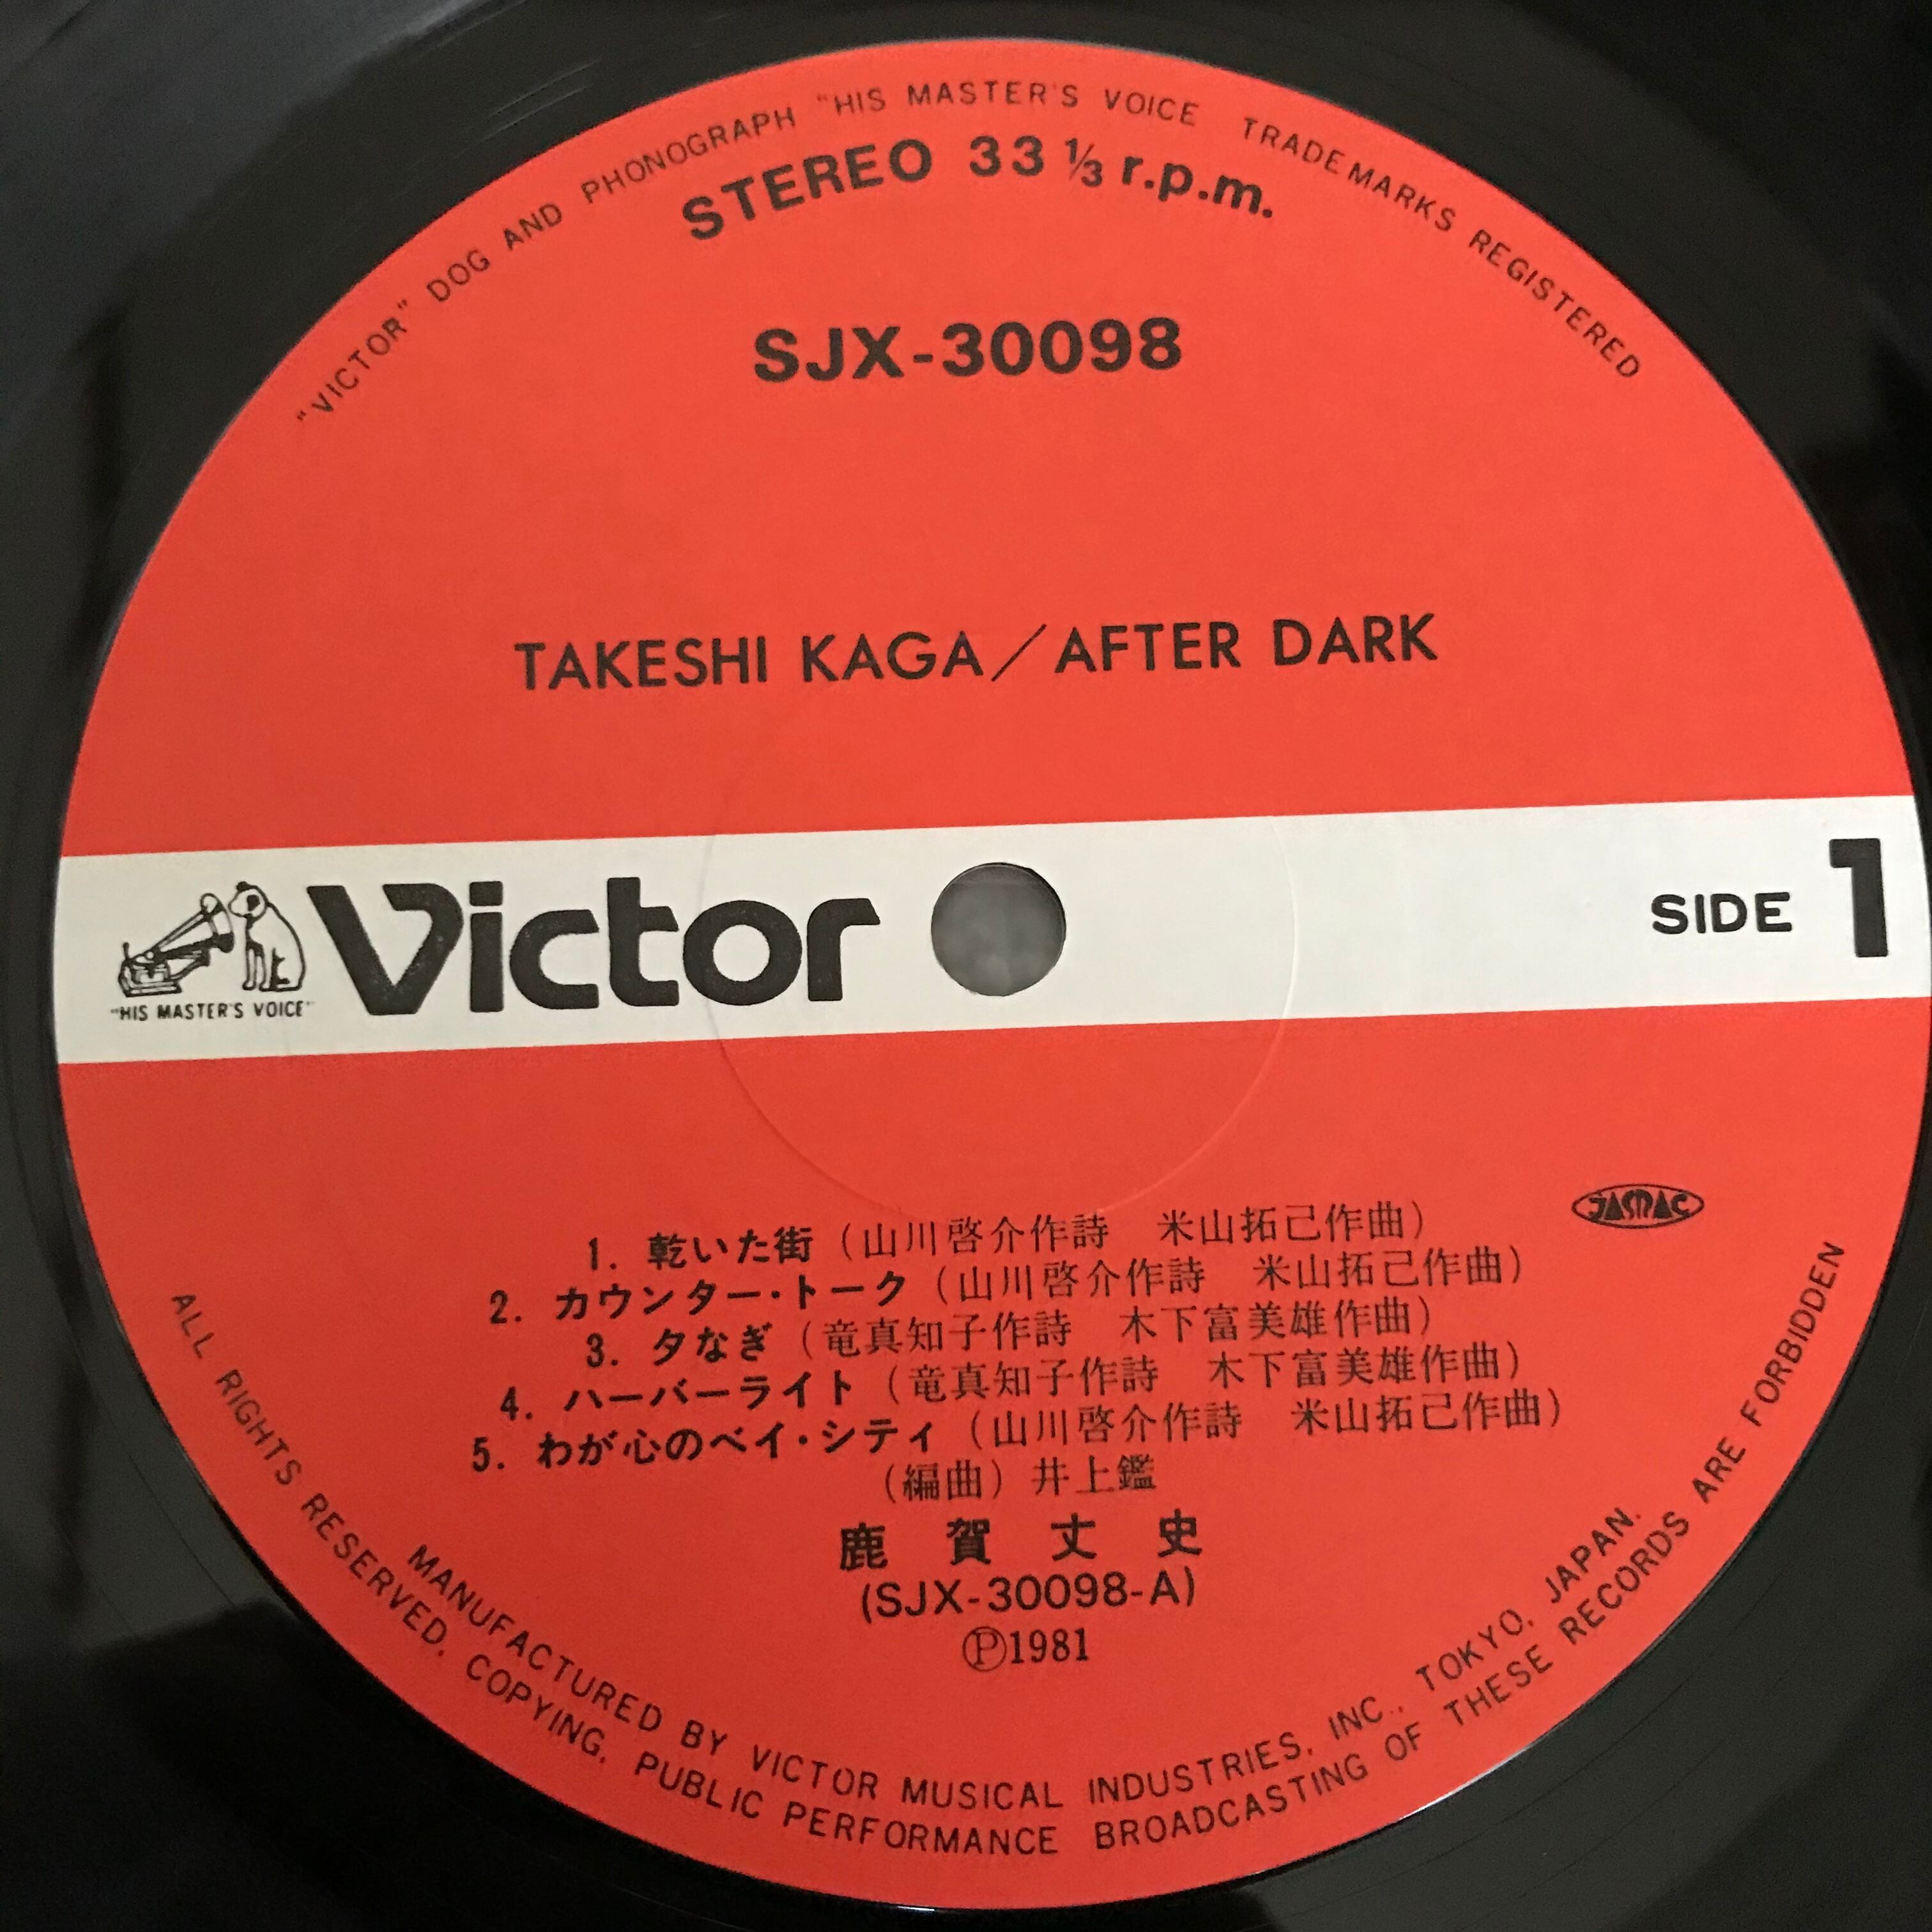 "VICTOR" DOG AND PHONOGRAPH "HIS MASTER'S VOICE TRADE MARKS REGISTERED
STEREO 33 1/3 r.p.m.
SJX-30098
TAKESHI KAGA／AFTER DARK
"HIS MASTER'S VOICE"
Victor
SIDE 1
JASMAC
1. 乾いた街（山川啓介作詩　米山拓己作曲）
2. カウンター・トーク（山川啓介作詩　米山拓己作曲）
3. 夕なぎ（竜真知子作詩　木下富美雄作曲）
4. ハーバーライト（竜真知子作詩　木下富美雄作曲）
5. わが心のベイ・シティ（山川啓介作詩　米山拓己作曲）
（編曲）井上鑑
鹿賀丈史
(SJX-30098-A)
Ⓟ1981
MANUFACTURED BY VICTOR MUSICAL INDUSTRIES, INC., TOKYO, JAPAN.
ALL RIGHTS RESERVED. COPYING, PUBLIC PERFORMANCE BROADCASTING OF THESE RECORDS ARE FORBIDDEN